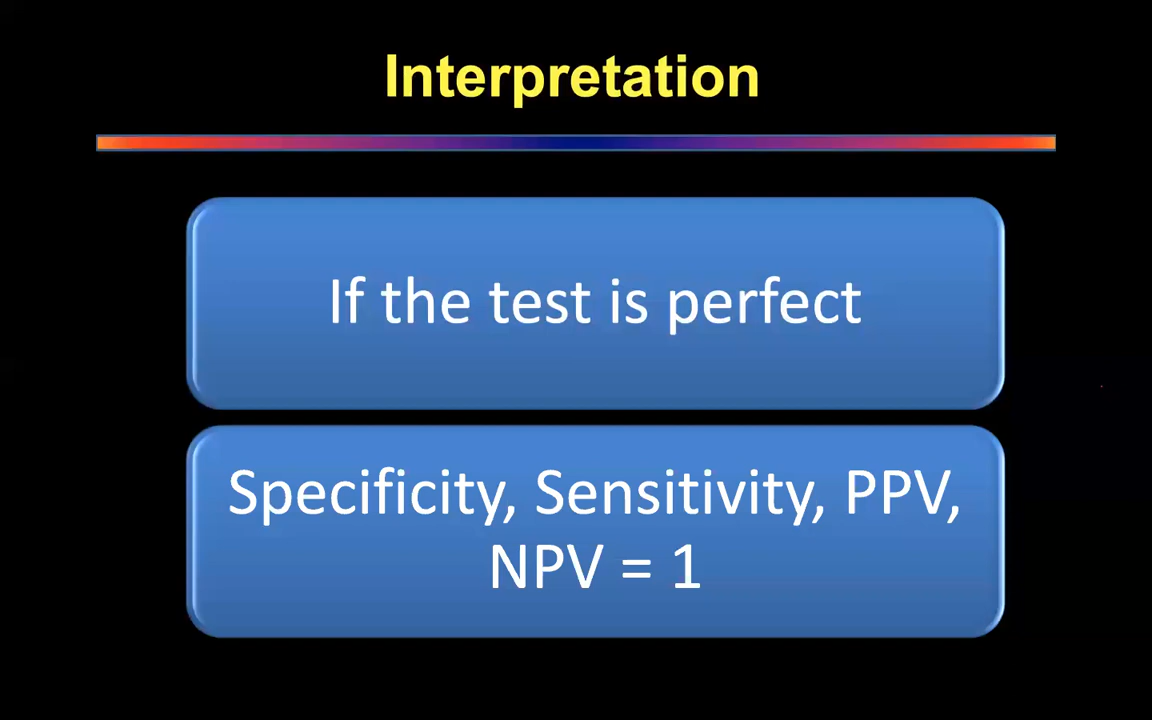 Interpretation
If the test is perfect
Specificity, Sensitivity, PPV,
NPV = 1